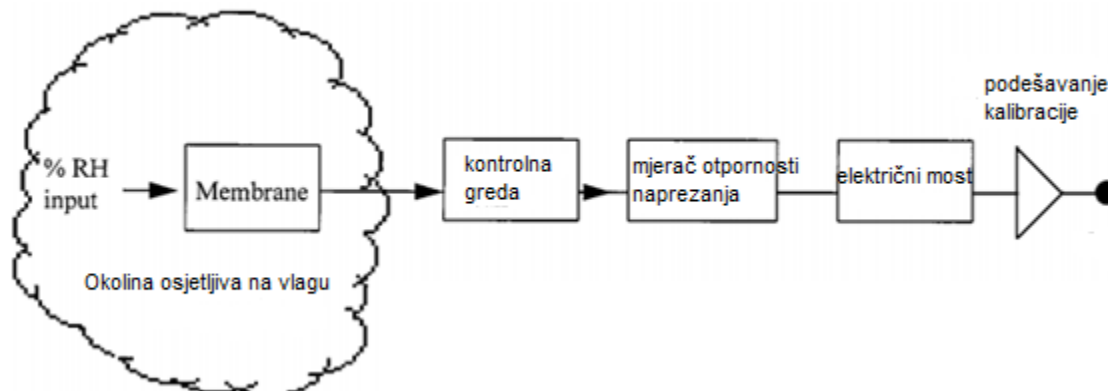 % RH
input
Membrane
Okolina osjetljiva na vlagu
kontrolna
greda
mjerač otpornosti
naprezanja
električni most
podešavanje
kalibracije